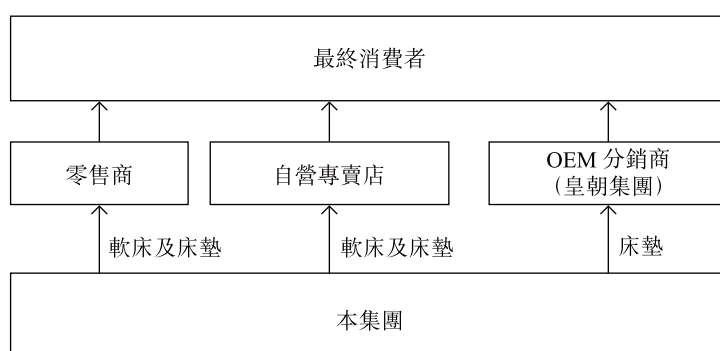 最終消費者
零售商
自營專賣店
OEM 分銷商
（皇朝集團）
軟床及床墊
軟床及床墊
床墊
本集團